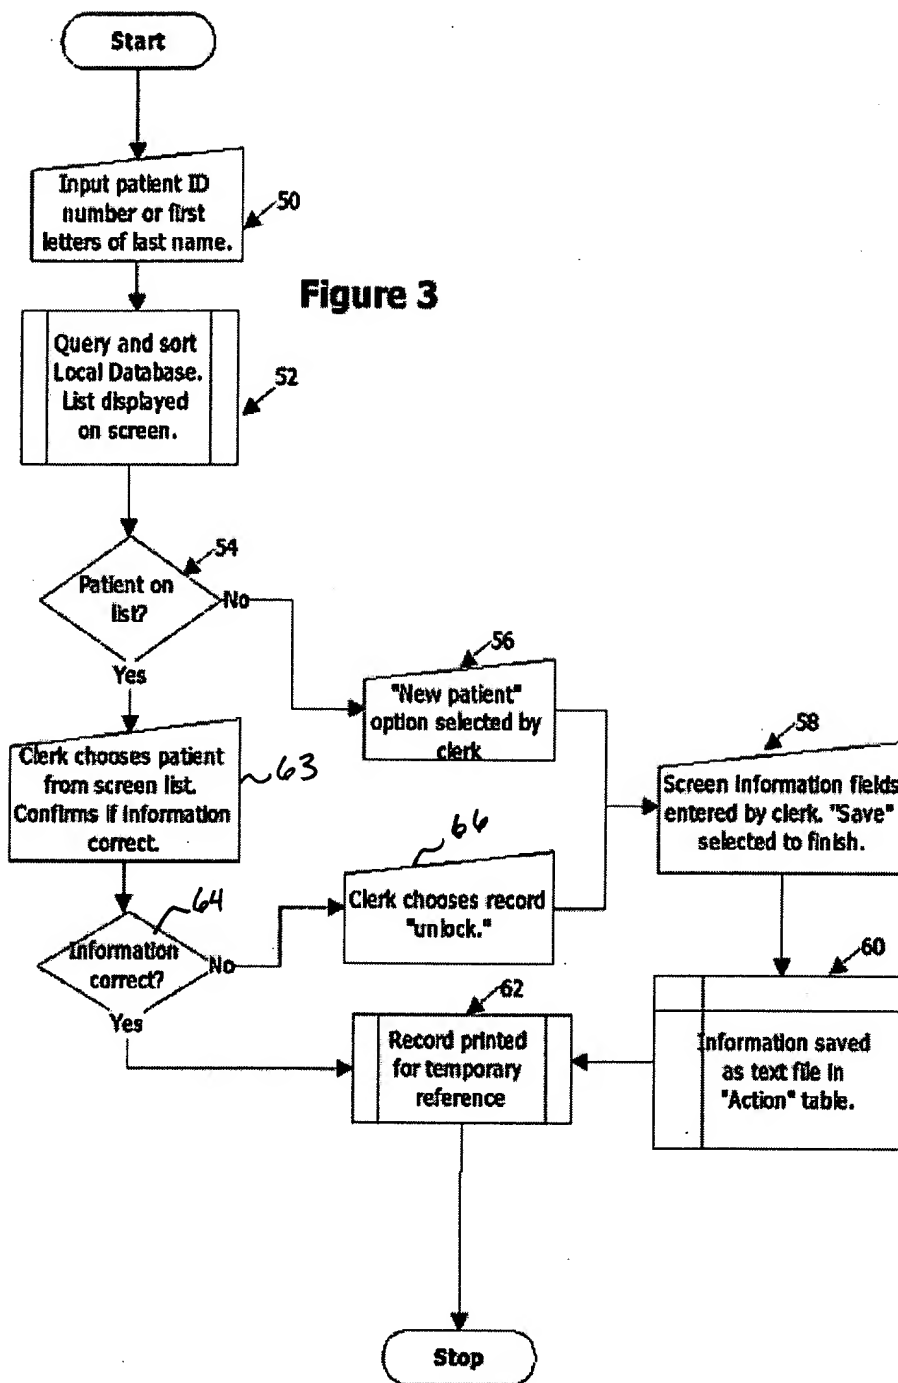 Start
Input patient ID
number or first
letters of last name.
50
Figure 3
Query and sort
Local Database.
List displayed
on screen.
52
54
Patient on
list?
No
Yes
56
"New patient"
option selected by
clerk
58
Screen information fields
entered by clerk. "Save"
selected to finish.
Clerk chooses patient
from screen list.
Confirms if information
correct.
63
66
Clerk chooses record
"unlock."
64
Information
correct?
No
Yes
62
Record printed
for temporary
reference
60
Information saved
as text file in
"Action" table.
Stop